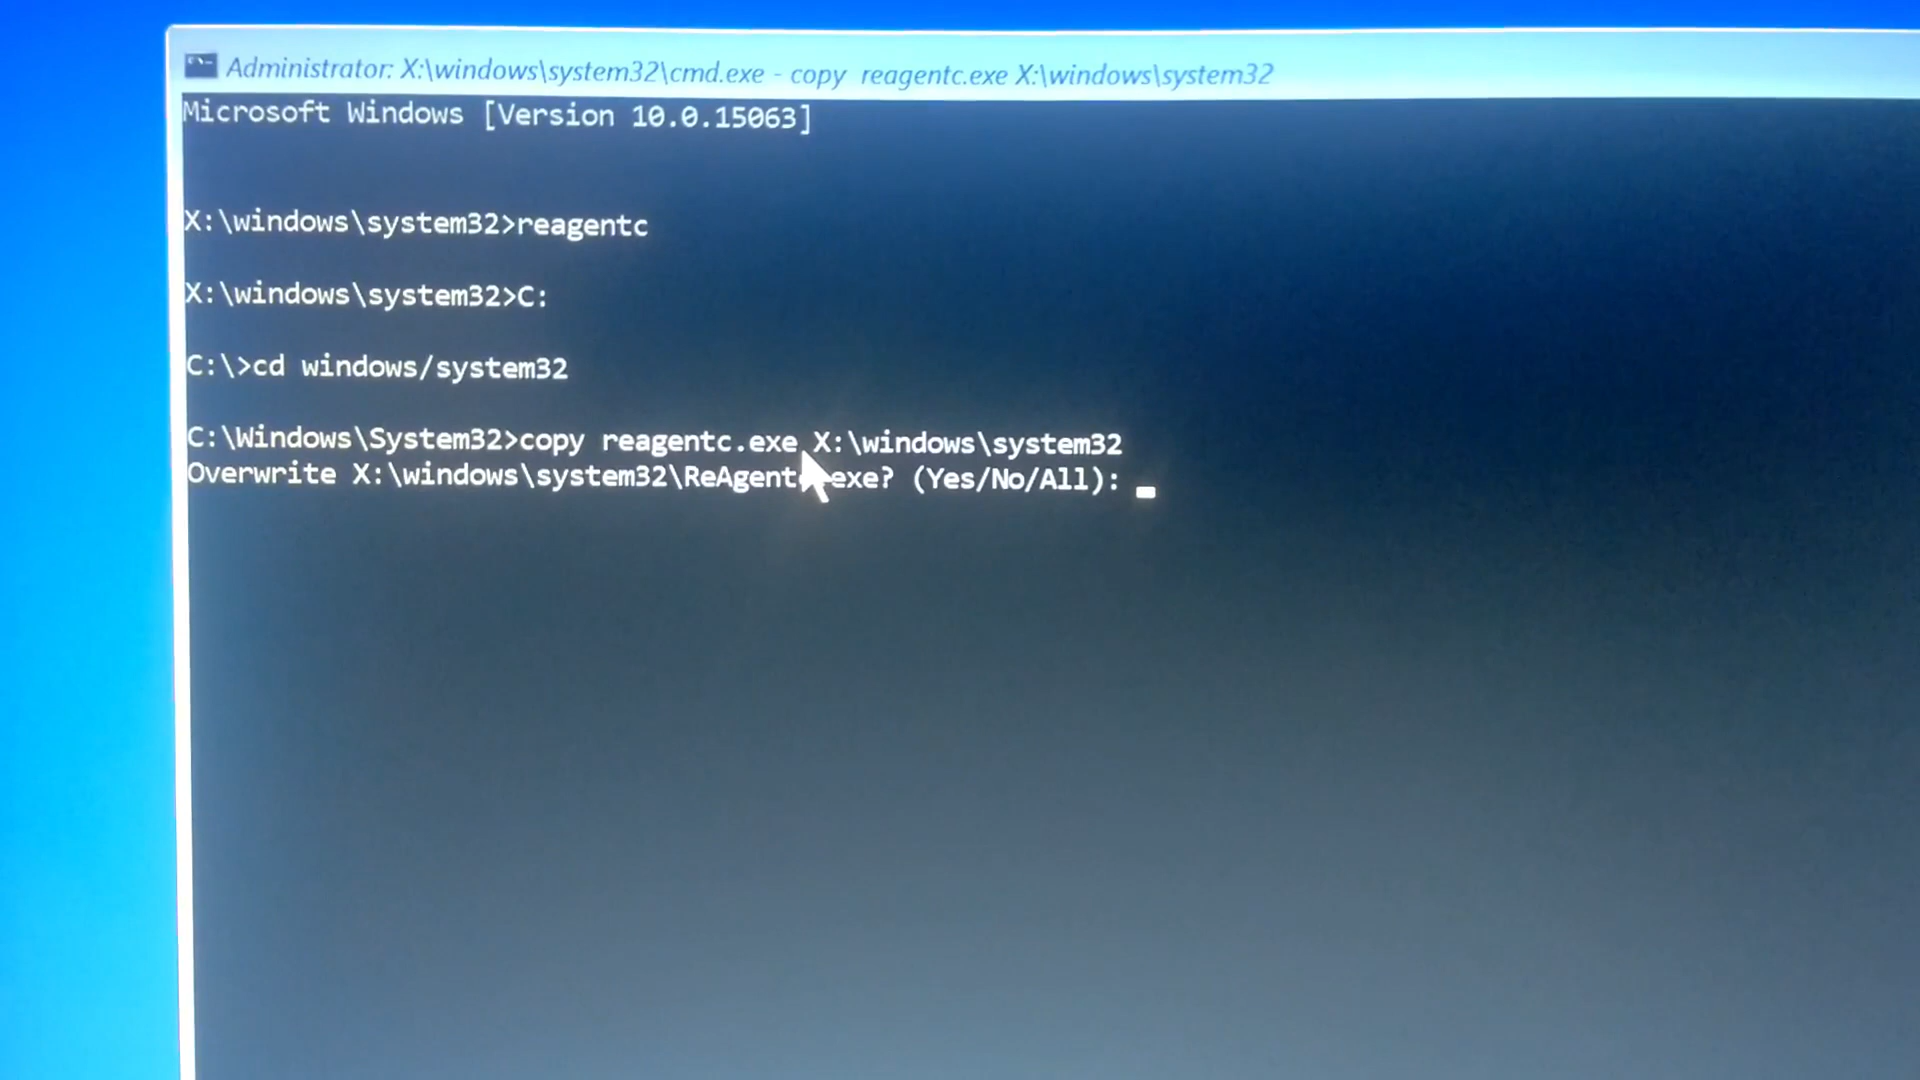 Administrator: X:\windows\system32\cmd.exe - copy  reagentc.exe X:\windows\system32
Microsoft Windows [Version 10.0.15063]
X:\windows\system32>reagentc
X:\windows\system32>C:
C:\>cd windows/system32
C:\Windows\System32>copy reagentc.exe X:\windows\system32
Overwrite X:\windows\system32\ReAgent exe? (Yes/No/All):